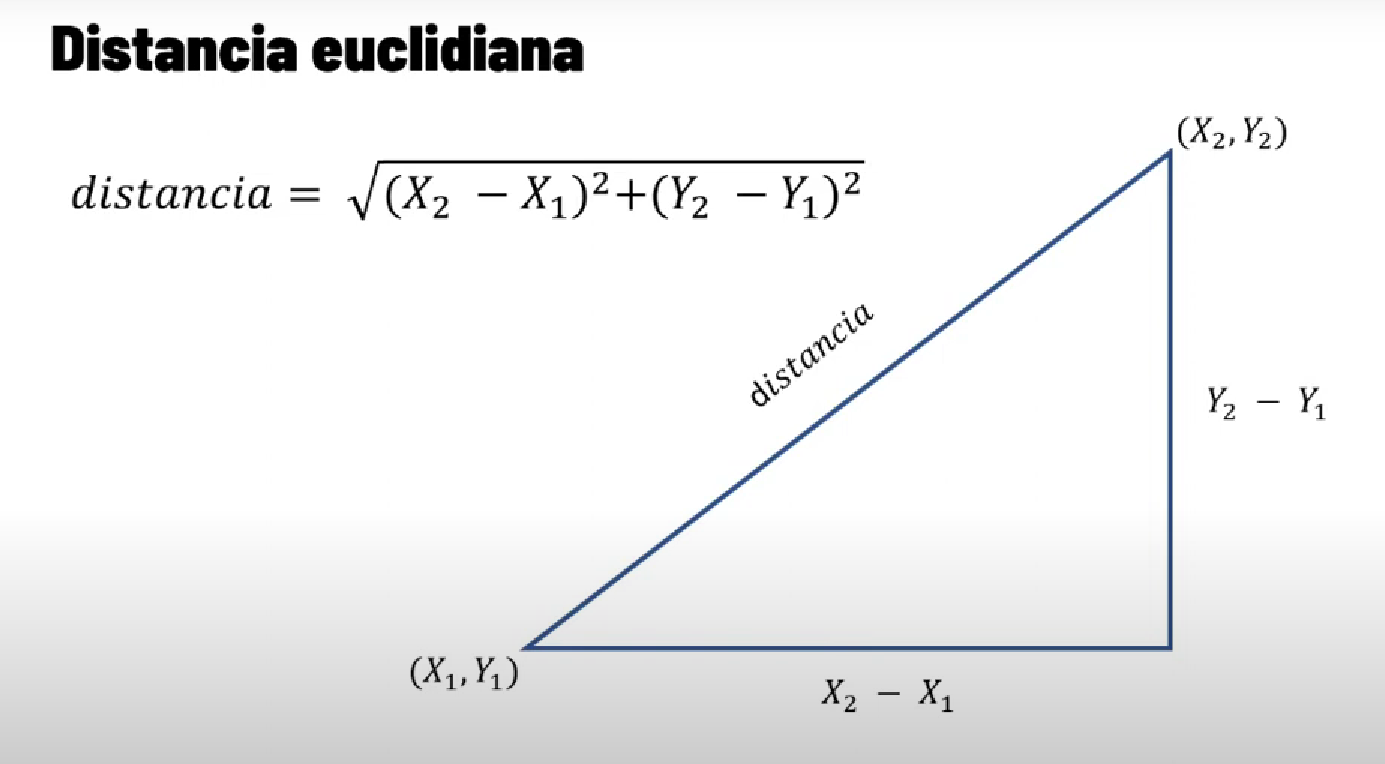 Distancia euclidiana
(X₂, Y₂)
distancia = √(X₂ − X₁)²+(Y₂ − Y₁)²
distancia
Y₂ − Y₁
(X₁, Y₁)
X₂ − X₁